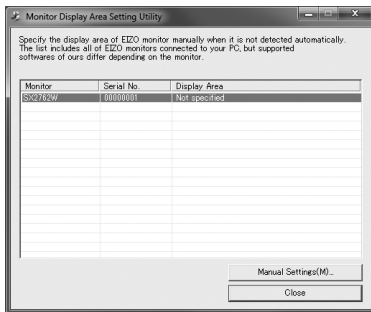 Monitor Display Area Setting Utility
Specify the display area of EIZO monitor manually when it is not detected automatically.
The list includes all of EIZO monitors connected to your PC, but supported
softwares of ours differ depending on the monitor.
Monitor Serial No. Display Area
SX2762W 00000001 Not specified
Manual Settings(M)...
Close